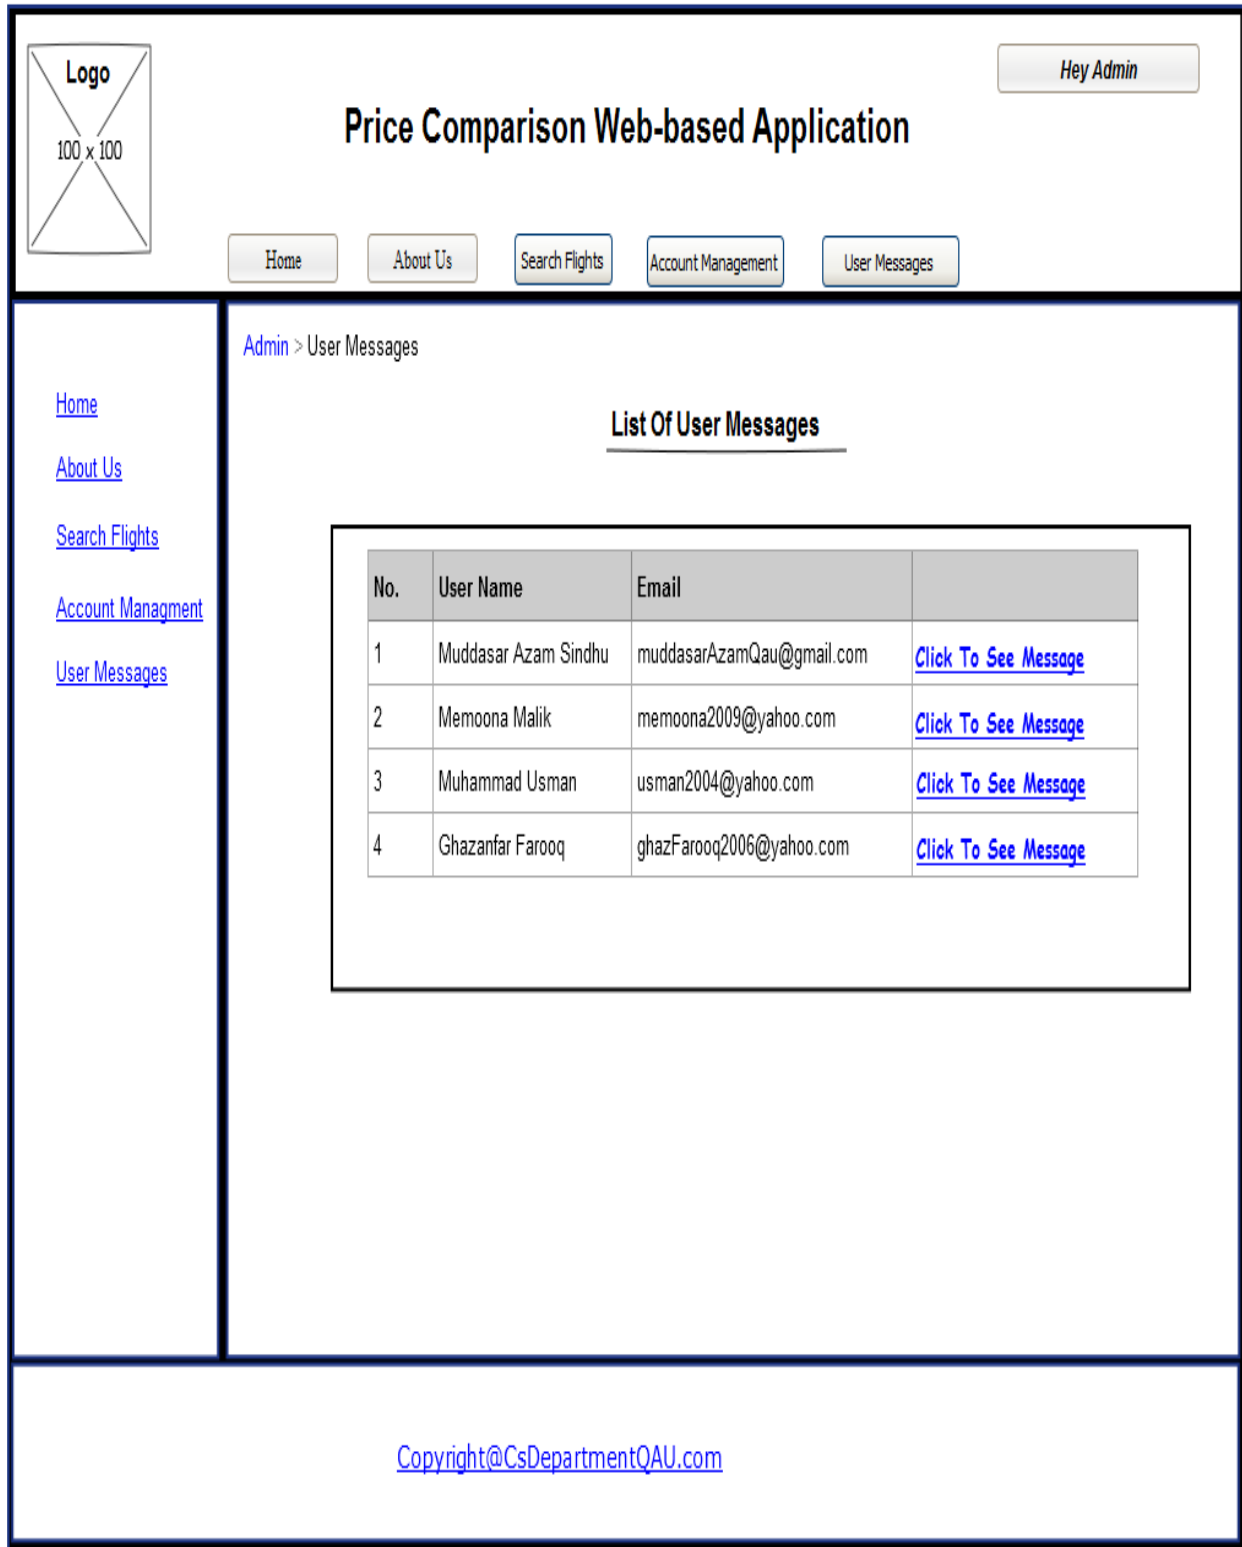 Logo
100 x 100
Hey Admin
Price Comparison Web-based Application
Home About Us Search Flights Account Management User Messages
Admin > User Messages
Home
About Us
Search Flights
Account Managment
User Messages
List Of User Messages
No. User Name Email
1 Muddasar Azam Sindhu muddasarAzamQau@gmail.com Click To See Message
2 Memoona Malik memoona2009@yahoo.com Click To See Message
3 Muhammad Usman usman2004@yahoo.com Click To See Message
4 Ghazanfar Farooq ghazFarooq2006@yahoo.com Click To See Message
Copyright@CsDepartmentQAU.com